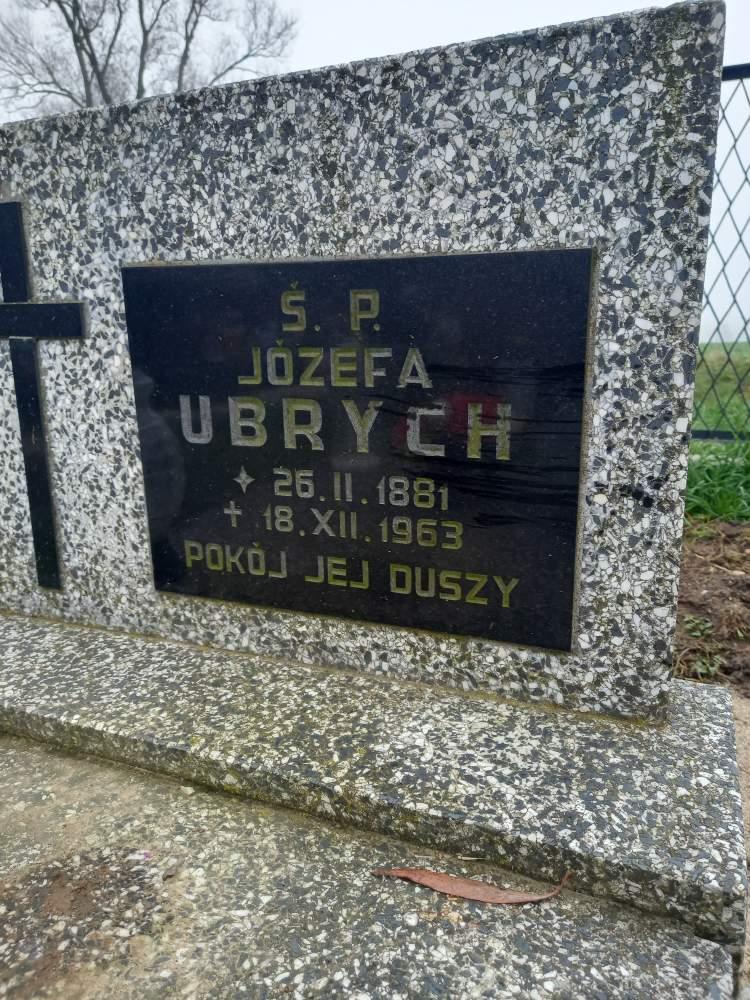 Ś. P.
JÓZEFA
UBRYCH
✦ 26.II.1881
✝ 18.XII.1963
POKÓJ JEJ DUSZY